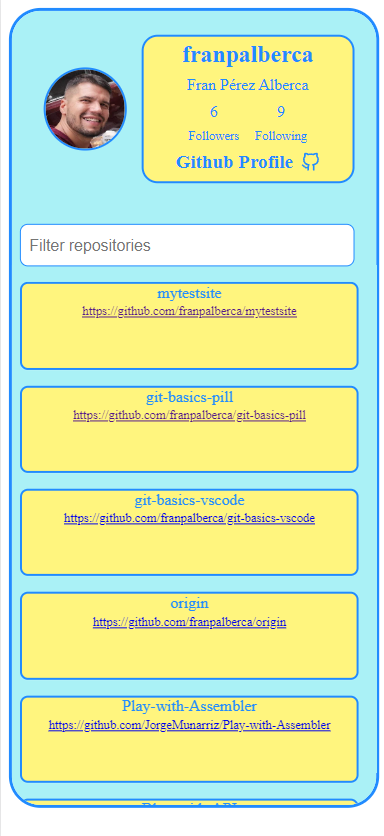 franpalberca
Fran Pérez Alberca
6 9
Followers Following
Github Profile
Filter repositories
mytestsite
https://github.com/franpalberca/mytestsite
git-basics-pill
https://github.com/franpalberca/git-basics-pill
git-basics-vscode
https://github.com/franpalberca/git-basics-vscode
origin
https://github.com/franpalberca/origin
Play-with-Assembler
https://github.com/JorgeMunarriz/Play-with-Assembler